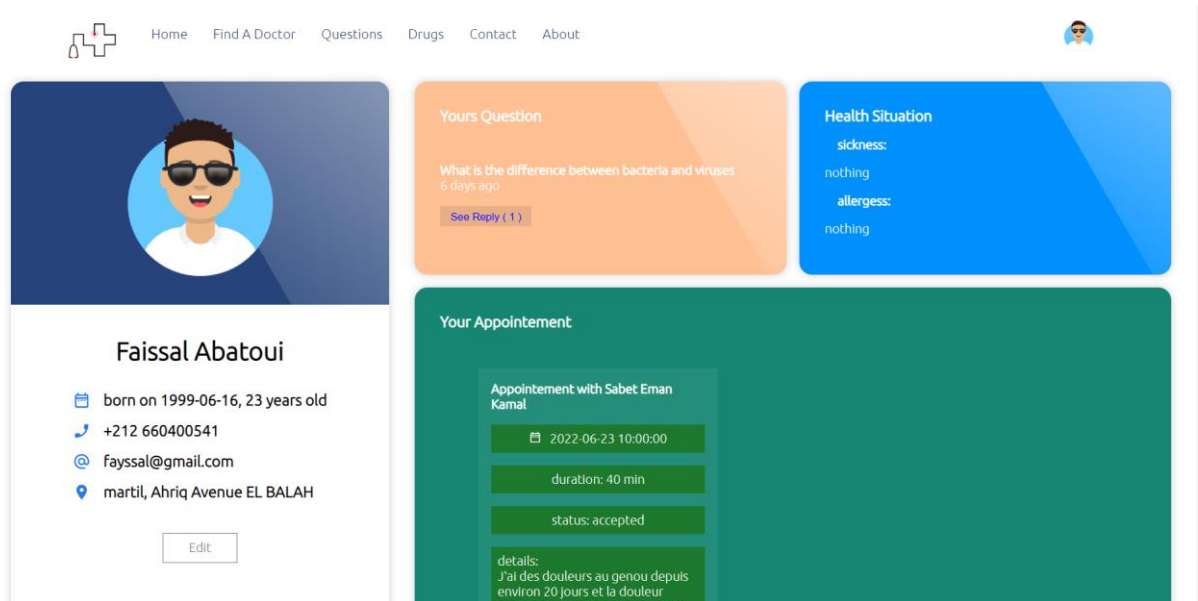 Home Find A Doctor Questions Drugs Contact About
Faissal Abatoui
born on 1999-06-16, 23 years old
+212 660400541
fayssal@gmail.com
martil, Ahriq Avenue EL BALAH
Edit
Yours Question
What is the difference between bacteria and viruses
6 days ago
See Reply ( 1 )
Health Situation
sickness:
nothing
allergess:
nothing
Your Appointement
Appointement with Sabet Eman
Kamal
2022-06-23 10:00:00
duration: 40 min
status: accepted
details:
J'ai des douleurs au genou depuis
environ 20 jours et la douleur